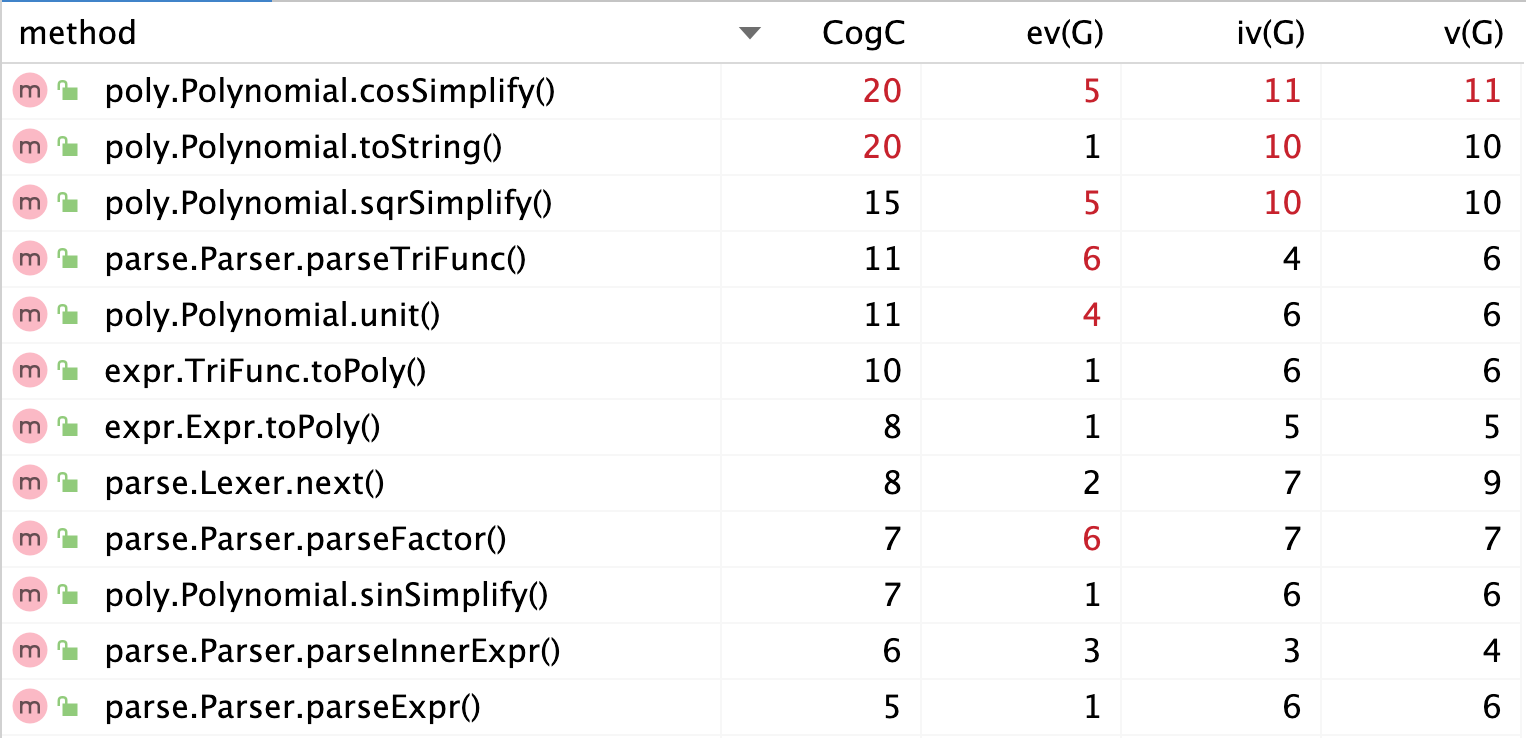 method CogC ev(G) iv(G) v(G)
m poly.Polynomial.cosSimplify() 20 5 11 11
m poly.Polynomial.toString() 20 1 10 10
m poly.Polynomial.sqrSimplify() 15 5 10 10
m parse.Parser.parseTriFunc() 11 6 4 6
m poly.Polynomial.unit() 11 4 6 6
m expr.TriFunc.toPoly() 10 1 6 6
m expr.Expr.toPoly() 8 1 5 5
m parse.Lexer.next() 8 2 7 9
m parse.Parser.parseFactor() 7 6 7 7
m poly.Polynomial.sinSimplify() 7 1 6 6
m parse.Parser.parseInnerExpr() 6 3 3 4
m parse.Parser.parseExpr() 5 1 6 6